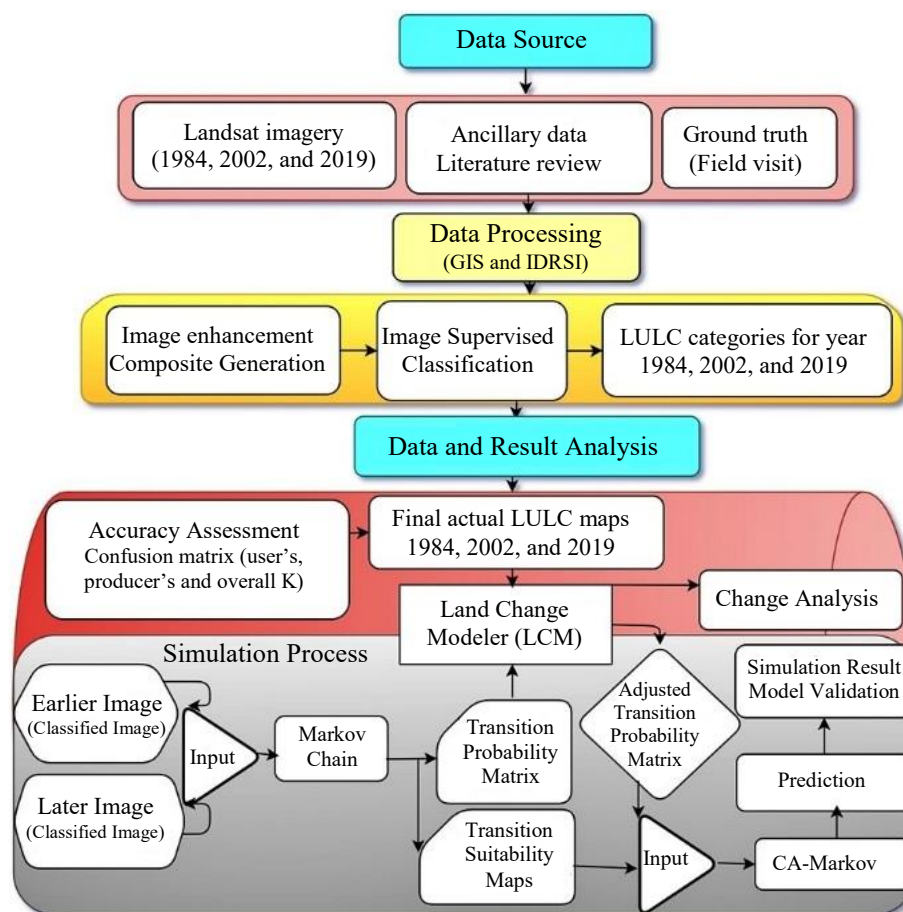 Data Source
Landsat imagery
(1984, 2002, and 2019)
Ancillary data
Literature review
Ground truth
(Field visit)
Data Processing
(GIS and IDRSI)
Image enhancement
Composite Generation
Image Supervised
Classification
LULC categories for year
1984, 2002, and 2019
Data and Result Analysis
Accuracy Assessment
Confusion matrix (user’s,
producer’s and overall K)
Final actual LULC maps
1984, 2002, and 2019
Land Change
Modeler (LCM)
Change Analysis
Simulation Process
Earlier Image
(Classified Image)
Later Image
(Classified Image)
Input
Markov
Chain
Transition
Probability
Matrix
Transition
Suitability
Maps
Adjusted
Transition
Probability
Matrix
Input
CA-Markov
Prediction
Simulation Result
Model Validation